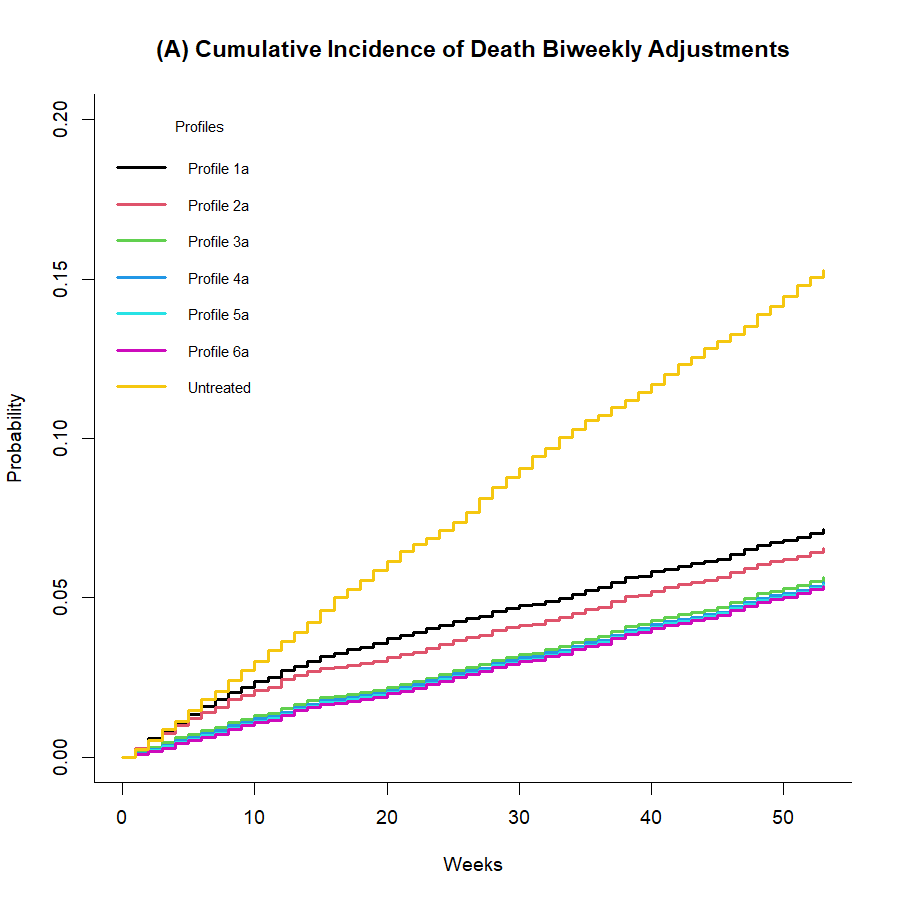 (A) Cumulative Incidence of Death Biweekly Adjustments
Profiles
Profile 1a
Profile 2a
Profile 3a
Profile 4a
Profile 5a
Profile 6a
Untreated
Probability
0.20
0.15
0.10
0.05
0.00
0 10 20 30 40 50
Weeks